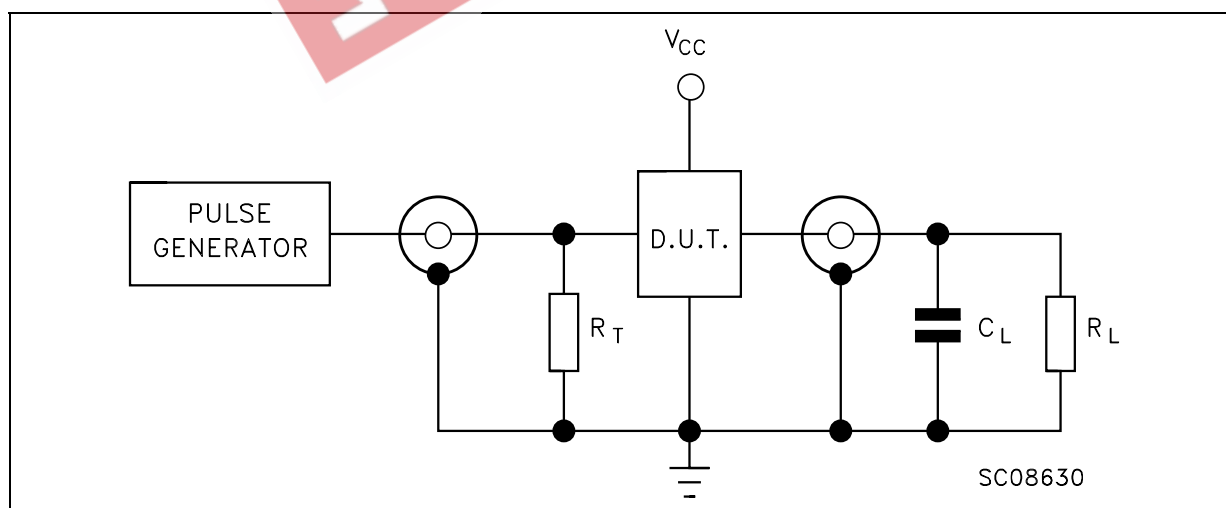 VCC
PULSE
GENERATOR
D.U.T.
RT
CL
RL
SC08630